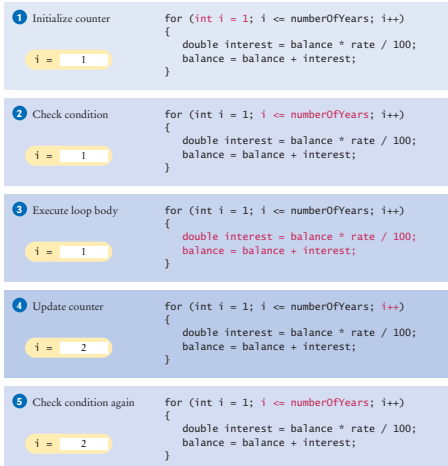 1 Initialize counter
for (int i = 1; i <= numberOfYears; i++)
{
double interest = balance * rate / 100;
balance = balance + interest;
}
i = 1
2 Check condition
for (int i = 1; i <= numberOfYears; i++)
{
double interest = balance * rate / 100;
balance = balance + interest;
}
i = 1
3 Execute loop body
for (int i = 1; i <= numberOfYears; i++)
{
double interest = balance * rate / 100;
balance = balance + interest;
}
i = 1
4 Update counter
for (int i = 1; i <= numberOfYears; i++)
{
double interest = balance * rate / 100;
balance = balance + interest;
}
i = 2
5 Check condition again
for (int i = 1; i <= numberOfYears; i++)
{
double interest = balance * rate / 100;
balance = balance + interest;
}
i = 2